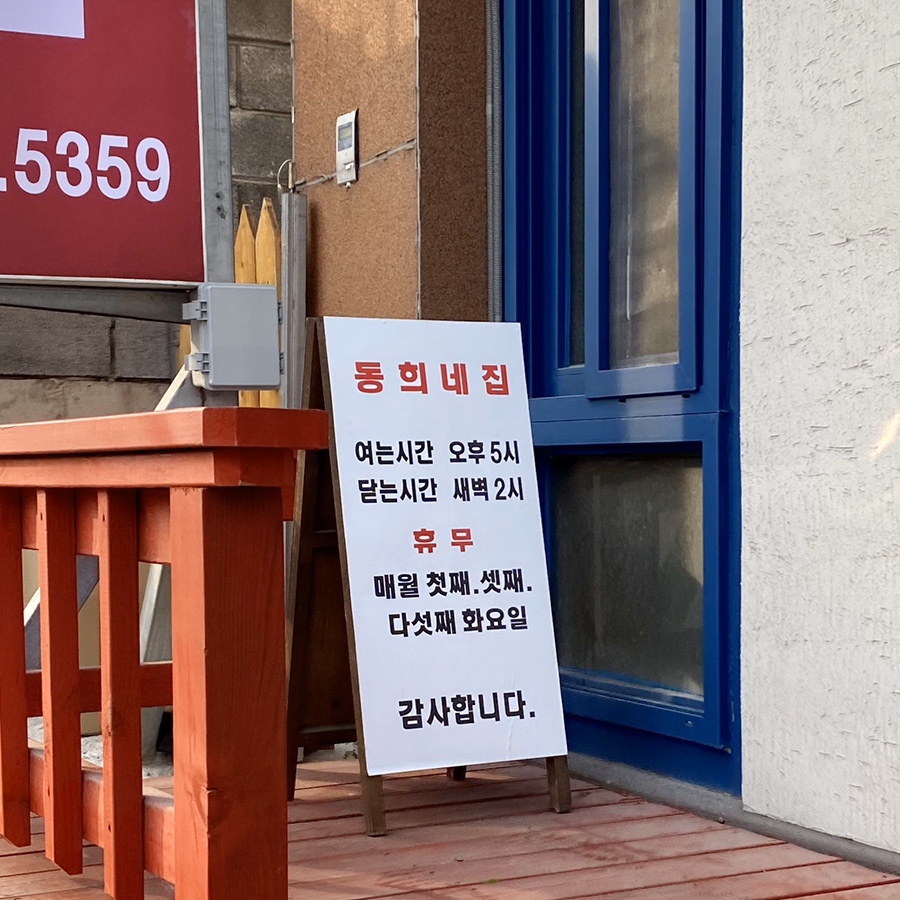 .5359
동희네집
여는시간 오후 5시
닫는시간 새벽 2시
휴무
매월 첫째.셋째.
다섯째 화요일
감사합니다.